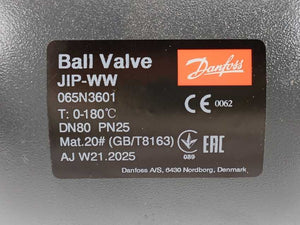 Ball Valve
JIP-WW
Danfoss
065N3601
CE 0062
T: 0-180℃
DN80 PN25
Mat.20# (GB/T8163)
AJ W21.2025
089
EAC
Danfoss A/S, 6430 Nordborg, Denmark